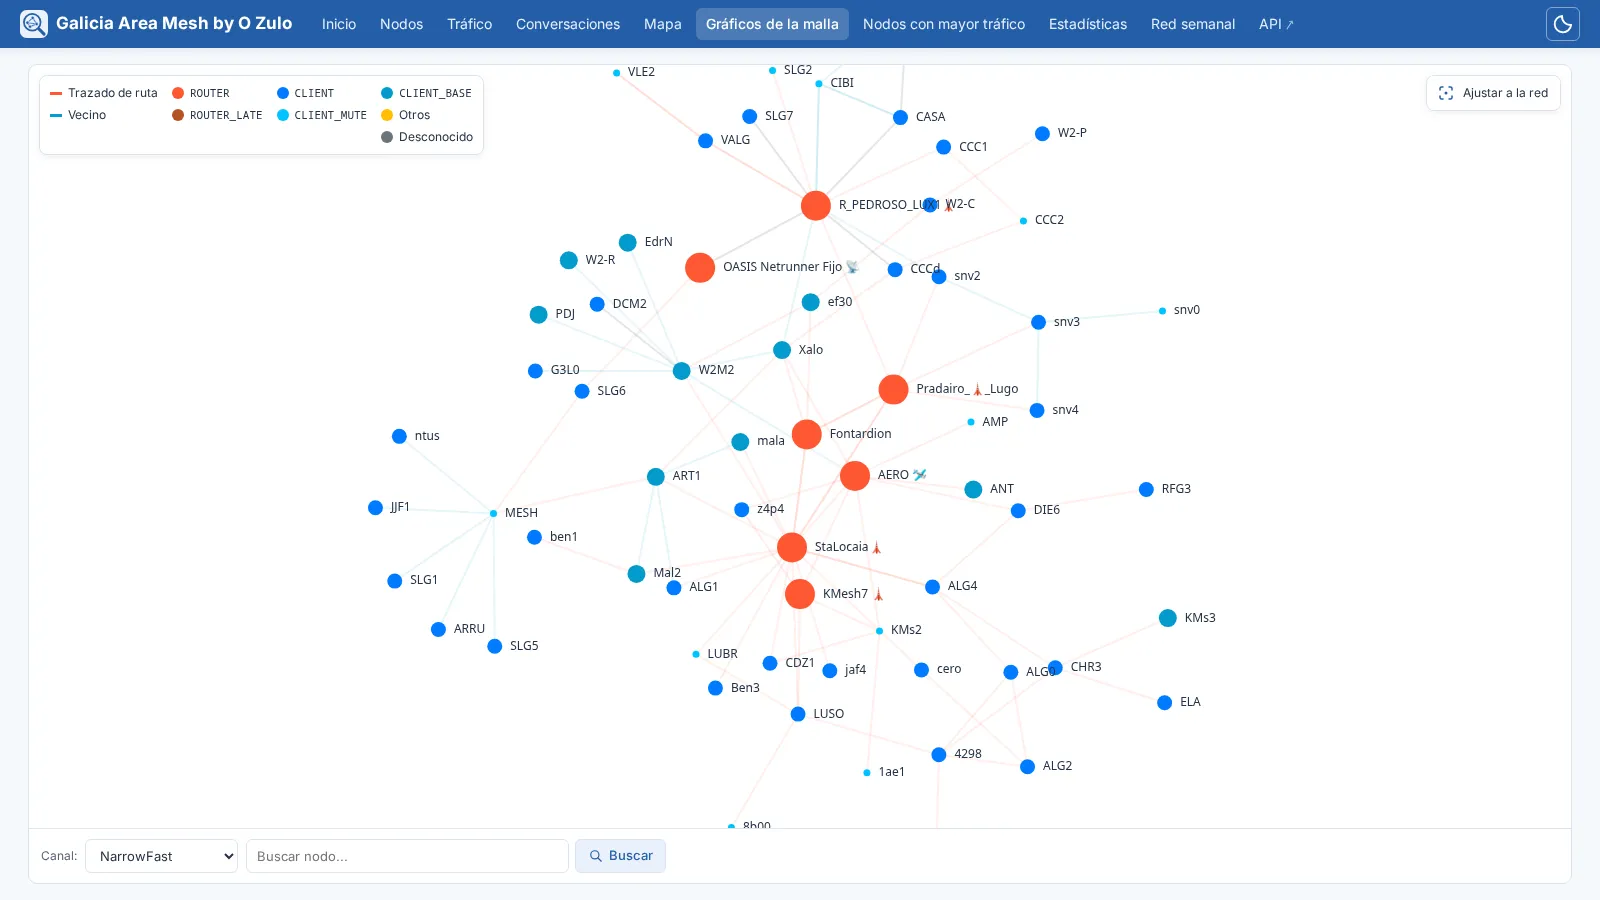 Galicia Area Mesh by O Zulo
Inicio
Nodos
Tráfico
Conversaciones
Mapa
Gráficos de la malla
Nodos con mayor tráfico
Estadísticas
Red semanal
API ↗
Trazado de ruta
ROUTER
CLIENT
CLIENT_BASE
Vecino
ROUTER_LATE
CLIENT_MUTE
Otros
Desconocido
Ajustar a la red
VLE2
SLG2
CIBI
SLG7
CASA
VALG
W2-P
CCC1
R_PEDROSO_LUX1
W2-C
CCC2
EdrN
W2-R
OASIS Netrunner Fijo
CCCd
snv2
DCM2
ef30
PDJ
snv0
snv3
Xalo
G3L0
W2M2
SLG6
Pradairo_🗼_Lugo
snv4
AMP
ntus
mala
Fontardion
ART1
AERO
ANT
RFG3
JJF1
MESH
z4p4
DIE6
ben1
StaLocaia
Mal2
SLG1
ALG1
ALG4
KMesh7
KMs3
ARRU
KMs2
SLG5
LUBR
CDZ1
jaf4
cero
ALG0
CHR3
Ben3
ELA
LUSO
4298
ALG2
1ae1
8b00
Canal:
NarrowFast
Buscar nodo...
Buscar